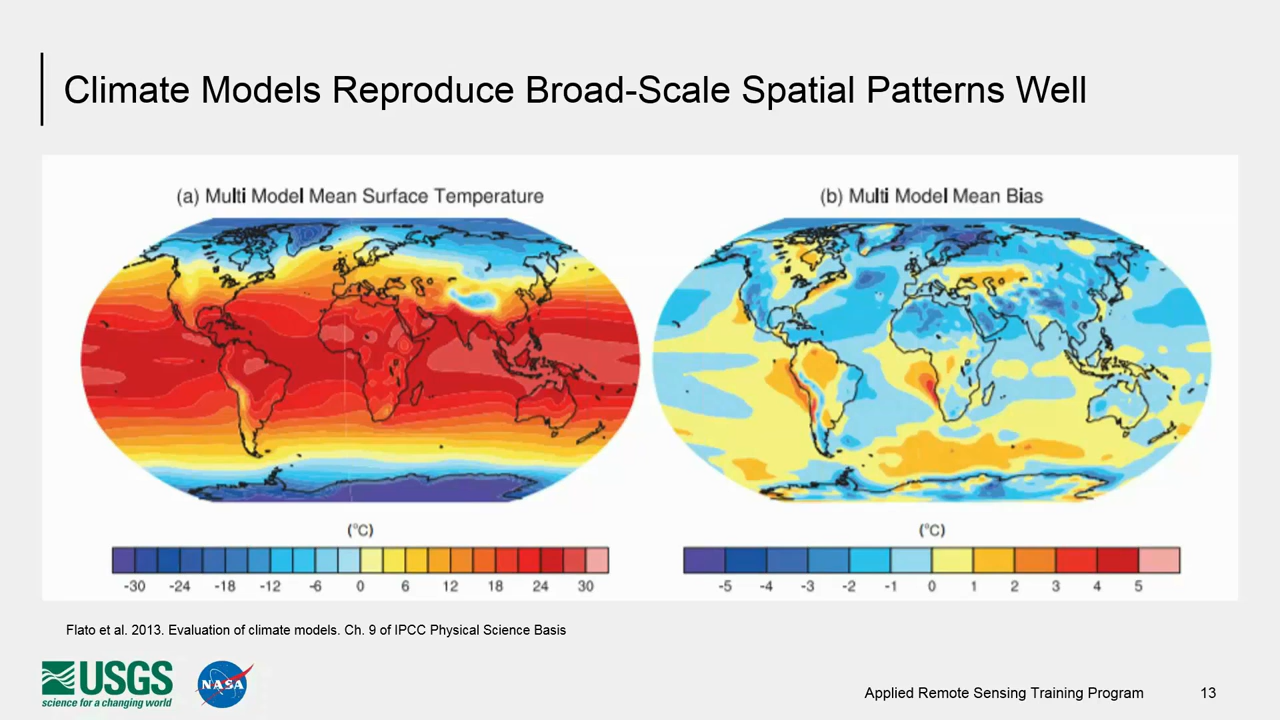 Climate Models Reproduce Broad-Scale Spatial Patterns Well
(a) Multi Model Mean Surface Temperature
(b) Multi Model Mean Bias
(°C)
-30 -24 -18 -12 -6 0 6 12 18 24 30
(°C)
-5 -4 -3 -2 -1 0 1 2 3 4 5
Flato et al. 2013. Evaluation of climate models. Ch. 9 of IPCC Physical Science Basis
USGS
science for a changing world
NASA
Applied Remote Sensing Training Program 13